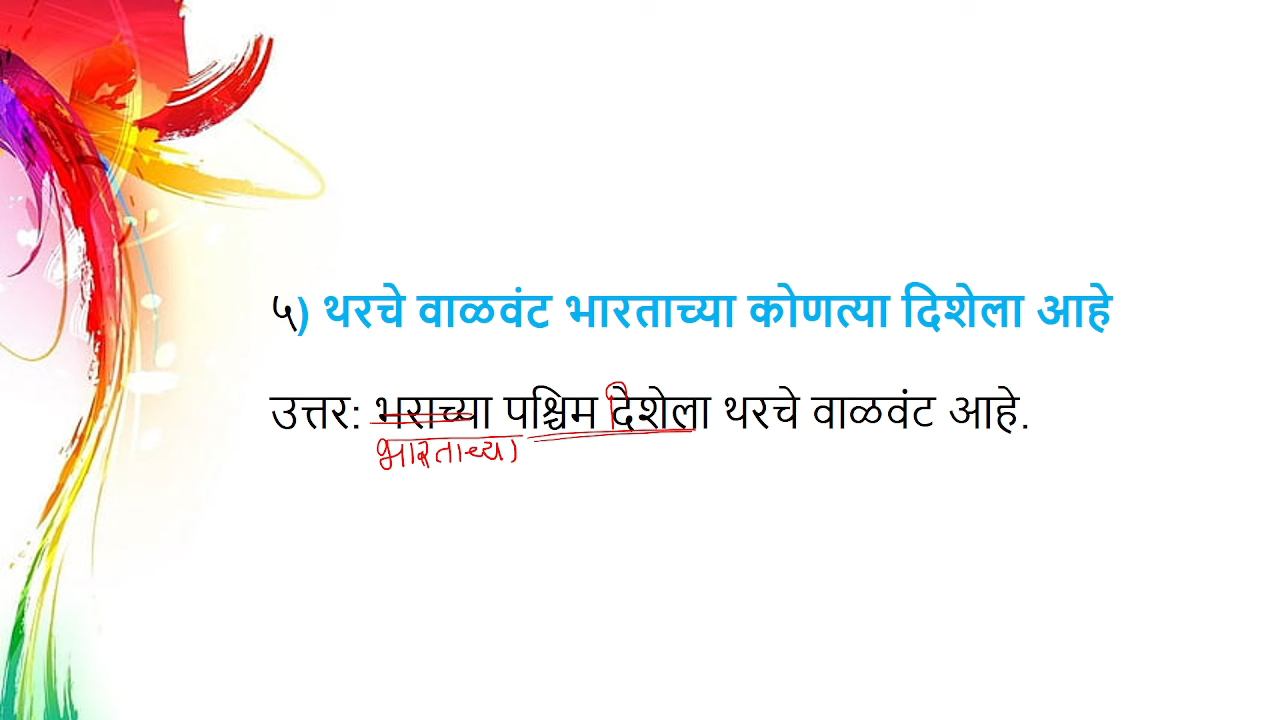 ५) थरचे वाळवंट भारताच्या कोणत्या दिशेला आहे
उत्तर: भराच्या पश्चिम देशेला थरचे वाळवंट आहे.
भारताच्या